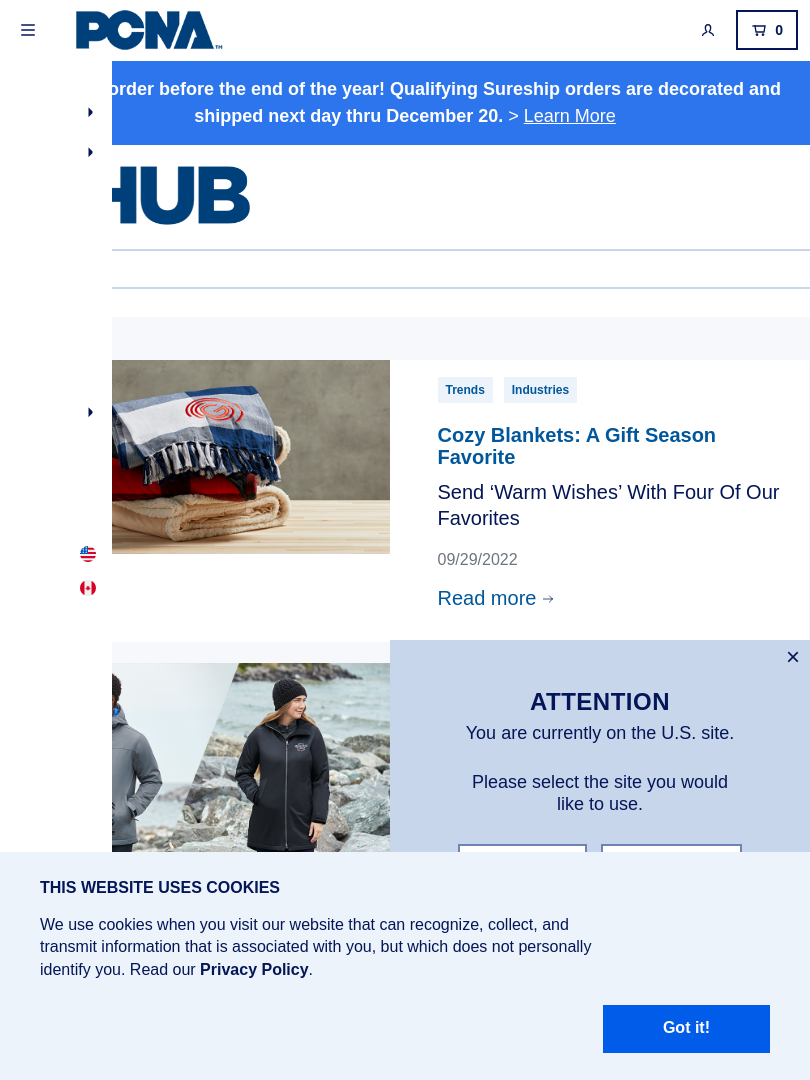 PCNA™
0
order before the end of the year! Qualifying Sureship orders are decorated and
shipped next day thru December 20. > Learn More
HUB
Trends Industries
Cozy Blankets: A Gift Season
Favorite
Send ‘Warm Wishes’ With Four Of Our
Favorites
09/29/2022
Read more →
×
ATTENTION
You are currently on the U.S. site.
Please select the site you would
like to use.
THIS WEBSITE USES COOKIES
We use cookies when you visit our website that can recognize, collect, and
transmit information that is associated with you, but which does not personally
identify you. Read our Privacy Policy.
Got it!